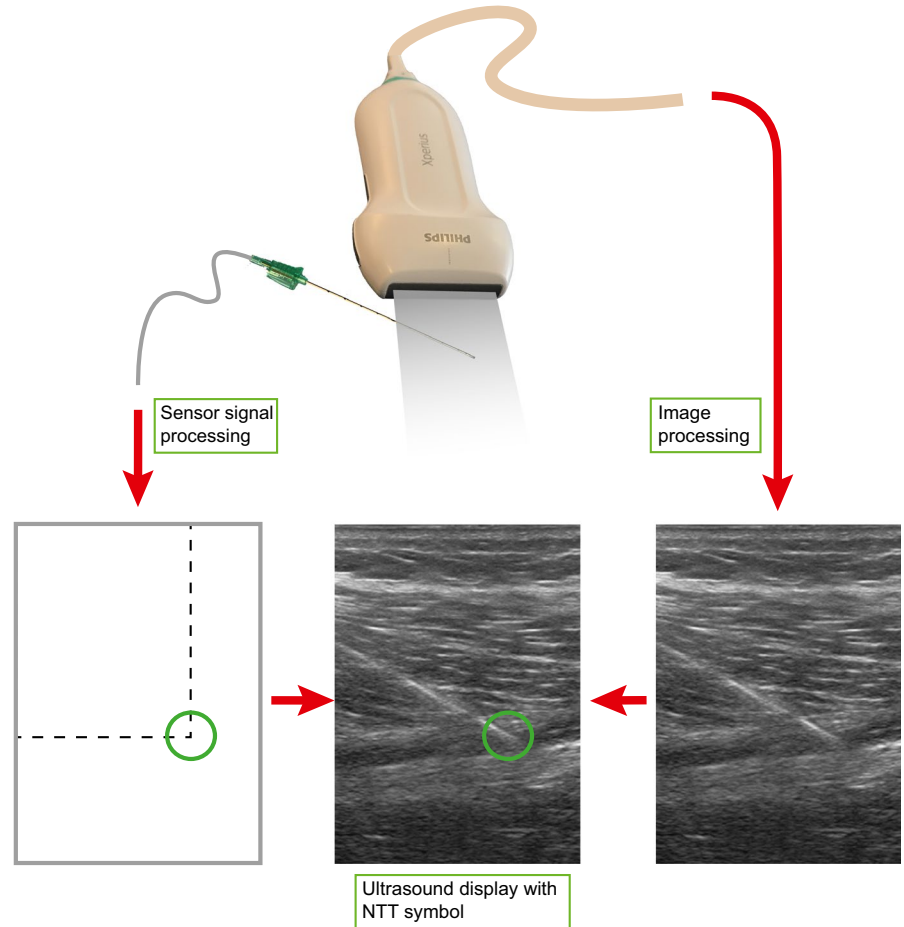 Xperius
PHILIPS
Sensor signal
processing
Image
processing
Ultrasound display with
NTT symbol